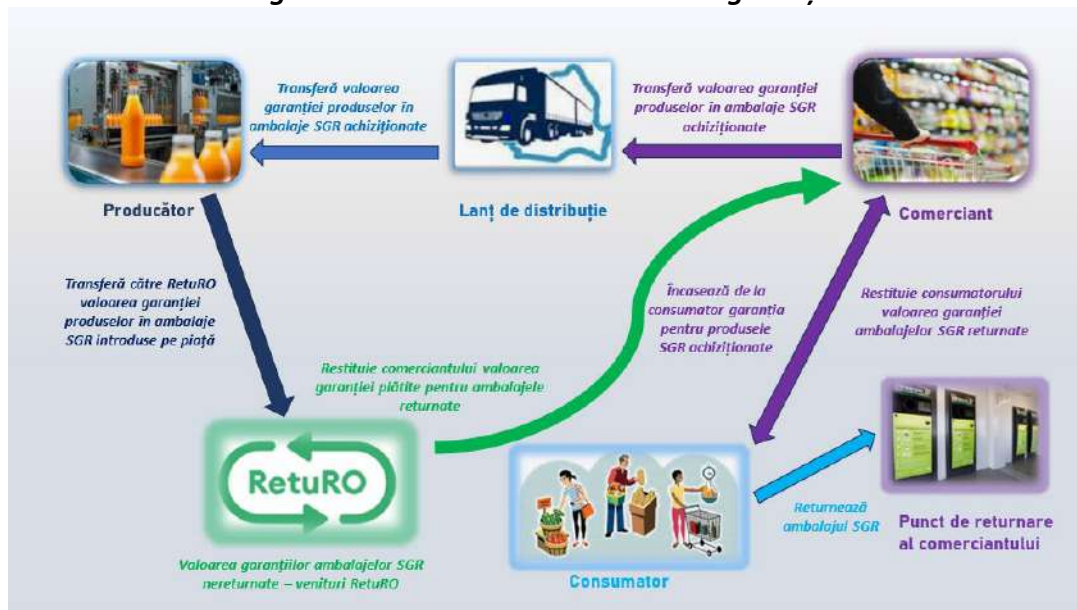 Transferă valoarea
garanției produselor în
ambalaje SGR achiziționate
Transferă valoarea garanției
produselor în ambalaje SGR
achiziționate
Producător
Lanț de distribuție
Comerciant
Transferă către RetuRO
valoarea garanției
produselor în ambalaje
SGR introduse pe piață
Încasează de la
consumator garanția
pentru produsele
SGR achiziționate
Restituie consumatorului
valoarea garanției
ambalajelor SGR returnate
Restituie comerciantului valoarea
garanției plătite pentru ambalajele
returnate
RetuRO
Returnează
ambalajul SGR
Punct de returnare
al comerciantului
Valoarea garanțiilor ambalajelor SGR
nereturnate – venituri RetuRO
Consumator